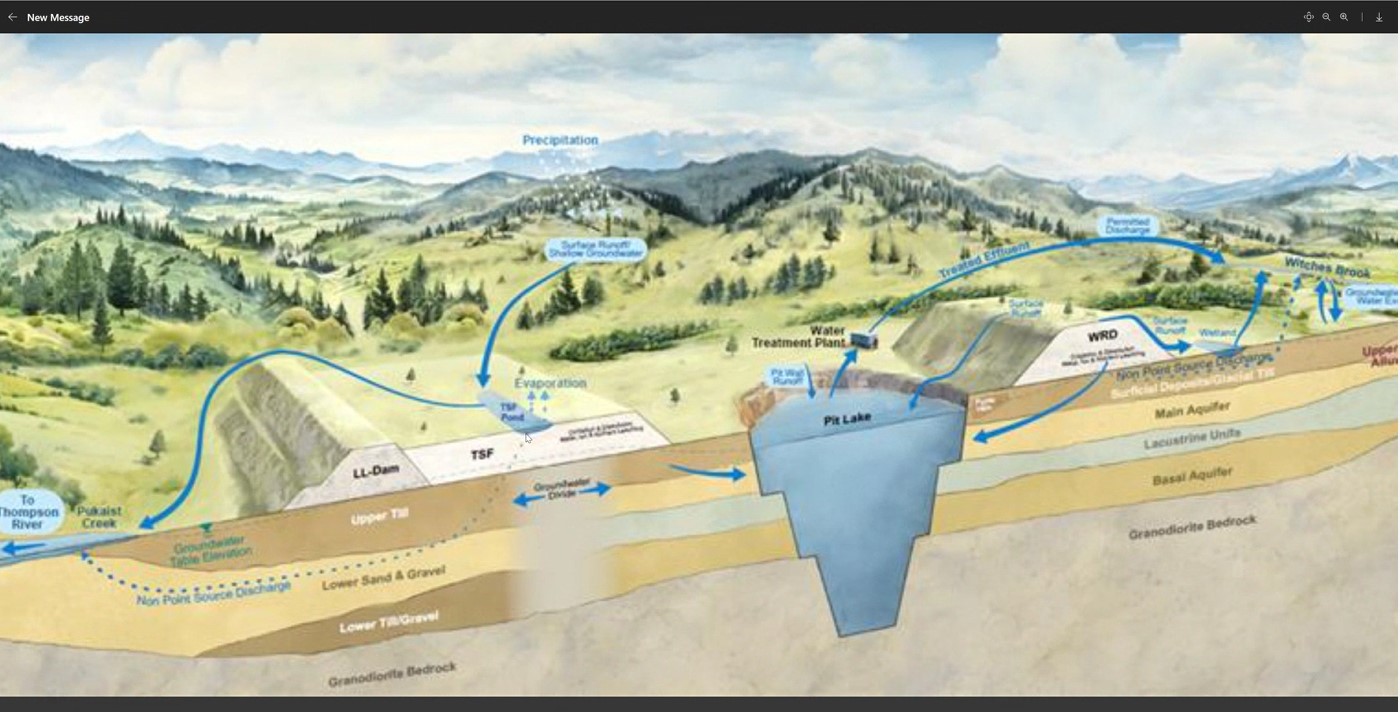 New Message
Precipitation
Surface Runoff/
Shallow Groundwater
Permitted
Discharge
Treated Effluent
Witches Brook
Groundwater
Surface
Runoff
Water
Treatment Plant
WRD
Surface
Runoff
Wetland
Non Point Source Discharge
Surficial Deposits/Glacial Till
Upper
Pit Wall
Runoff
Pit Lake
Main Aquifer
Lacustrine Units
Basal Aquifer
Granodiorite Bedrock
Evaporation
TSF
Pond
TSF
LL-Dam
Groundwater
Divide
To
Thompson
River
Pukaist
Creek
Upper Till
Groundwater
Table Elevation
Lower Sand & Gravel
Non Point Source Discharge
Lower Till/Gravel
Granodiorite Bedrock